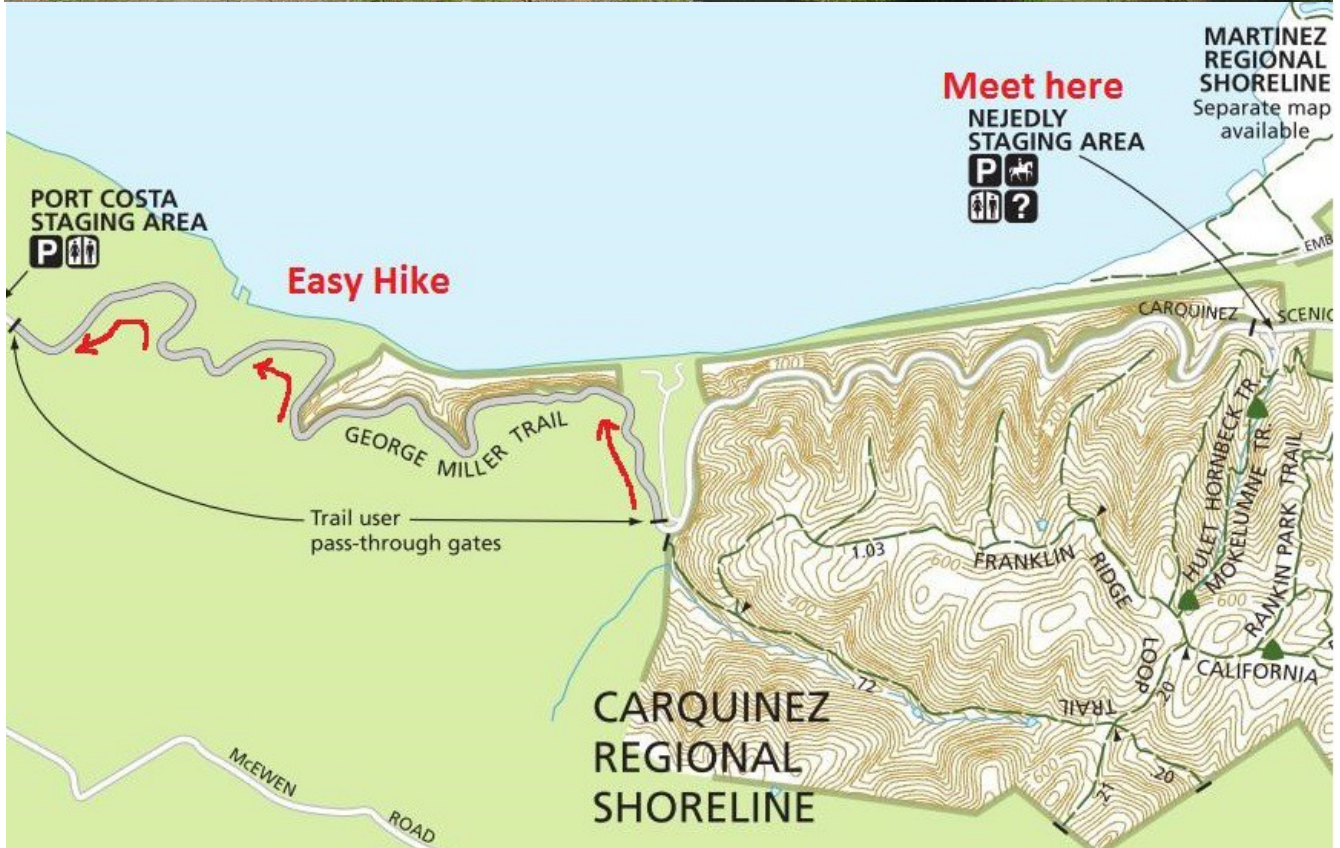 MARTINEZ
REGIONAL
SHORELINE
Separate map
available
Meet here
NEJEDLY
STAGING AREA
P
?
PORT COSTA
STAGING AREA
P
Easy Hike
EMB
CARQUINEZ
SCENIC
GEORGE MILLER TRAIL
Trail user
pass-through gates
HULET HORNBECK TR.
MOKELUMNE TR.
RANKIN PARK TRAIL
1.03
FRANKLIN
RIDGE
LOOP
TRAIL
600
600
.72
.20
CALIFORNIA
.20
.21
CARQUINEZ
REGIONAL
SHORELINE
McEWEN
ROAD